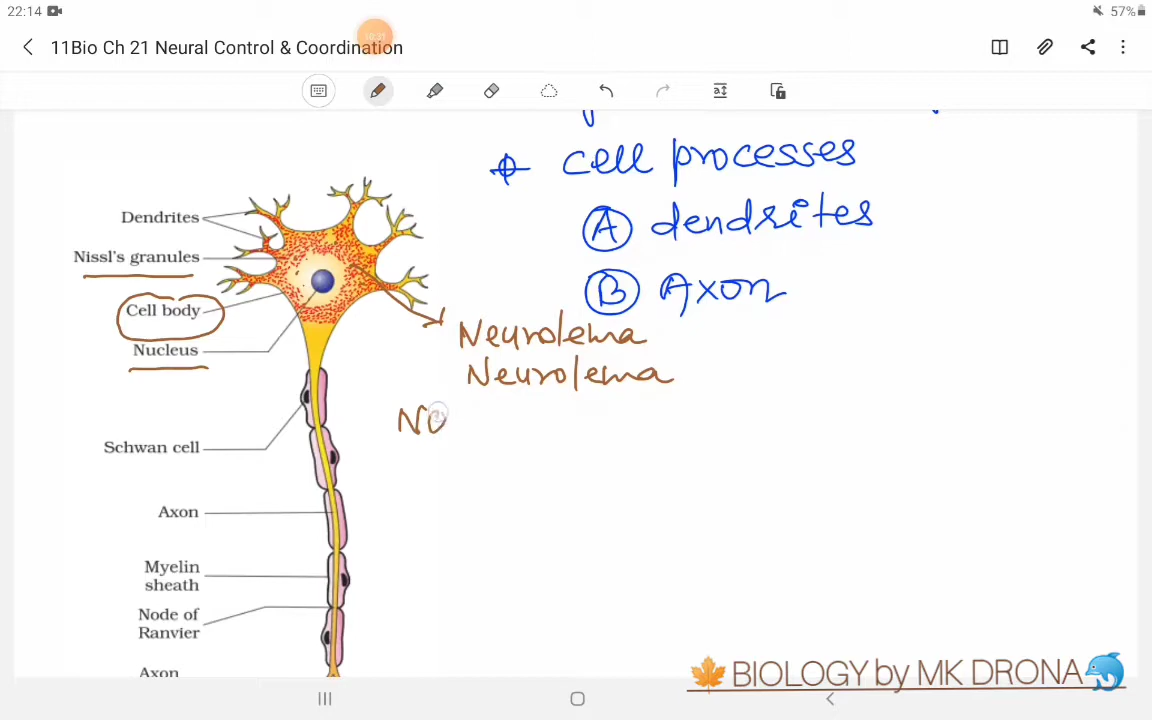 22:14
57%
11Bio Ch 21 Neural Control & Coordination
cell processes
A dendrites
B Axon
Dendrites
Nissl's granules
Cell body
Nucleus
Neurolema
Neurolema
NO
Schwan cell
Axon
Myelin
sheath
Node of
Ranvier
Axon
BIOLOGY by MK DRONA